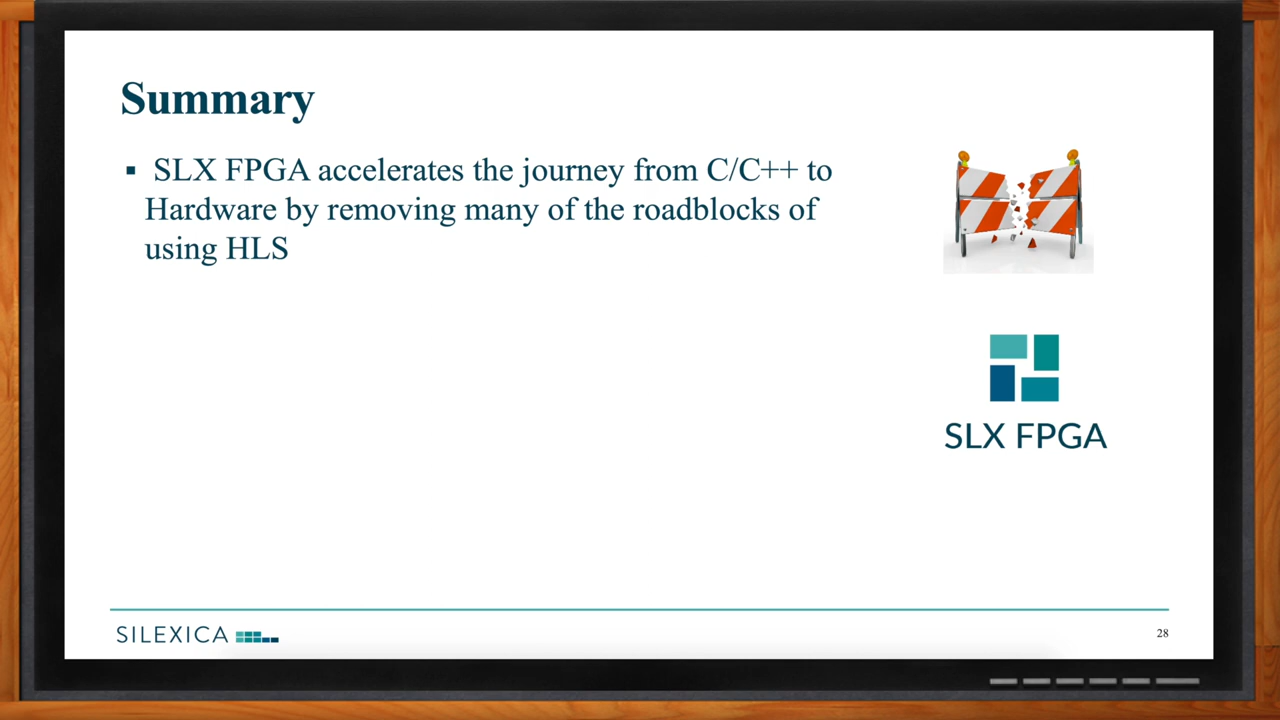 Summary
▪ SLX FPGA accelerates the journey from C/C++ to
Hardware by removing many of the roadblocks of
using HLS
SLX FPGA
SILEXICA
28